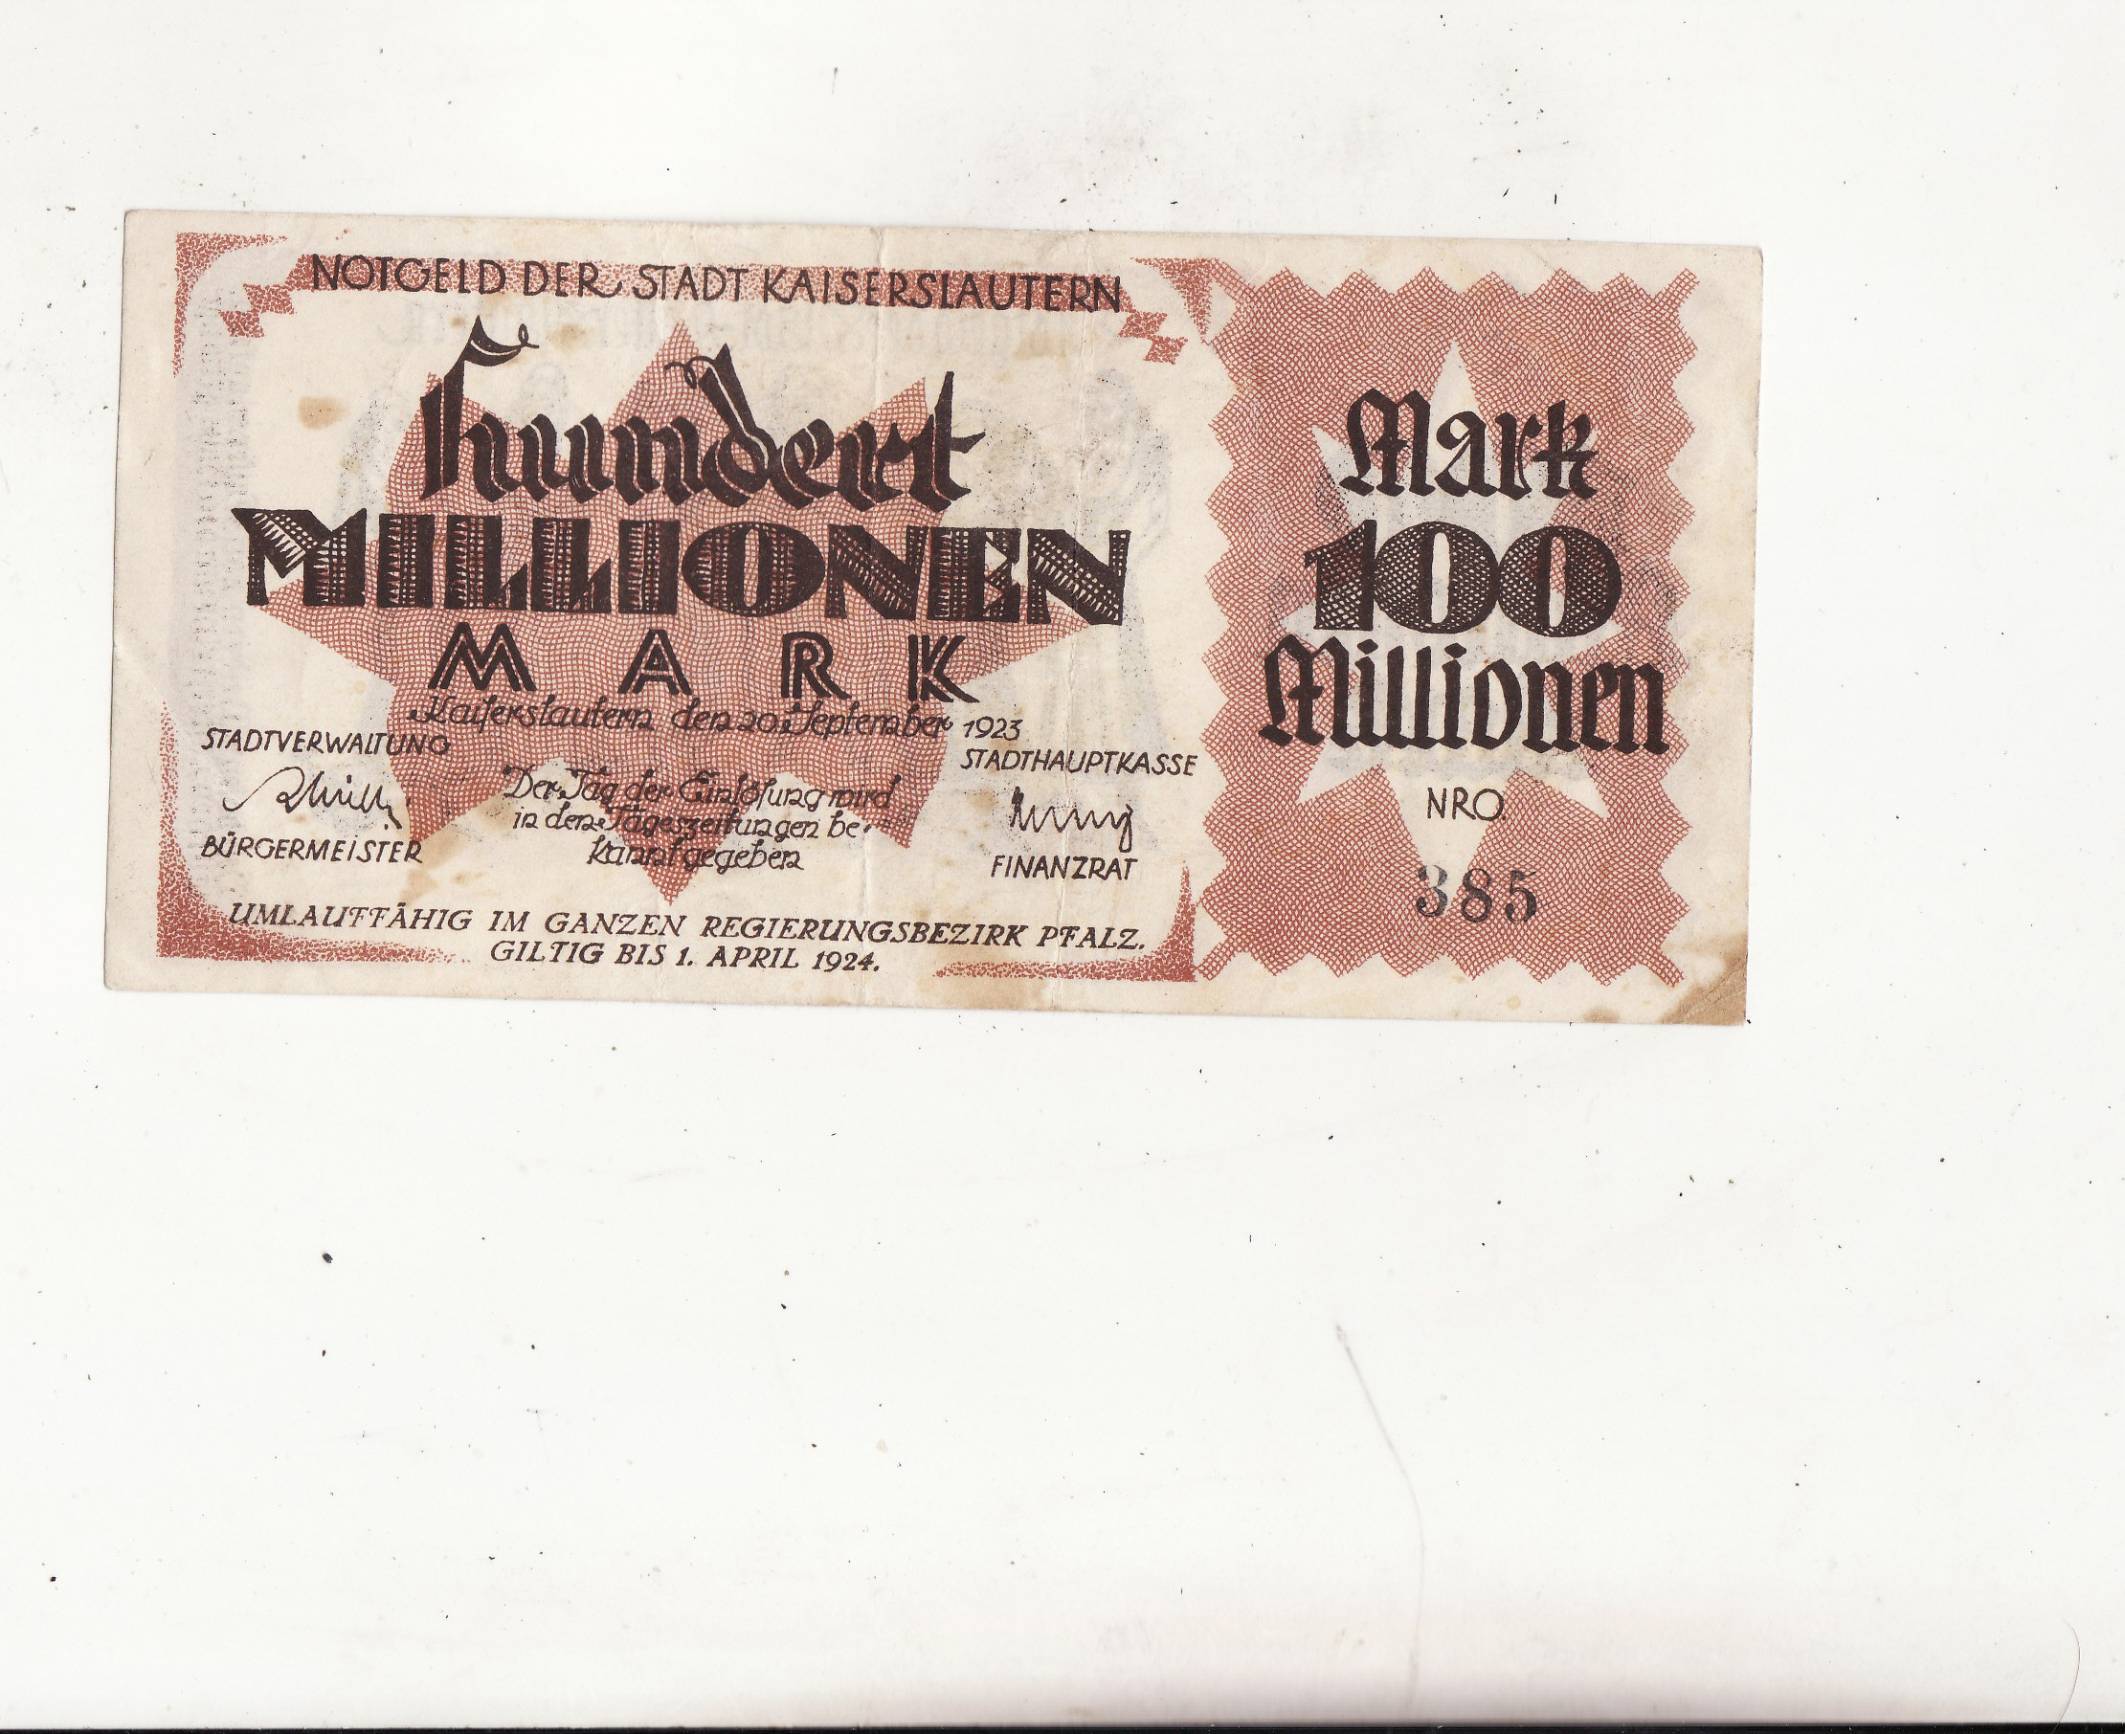 NOTGELD DER STADT KAISERSLAUTERN
hundert
MILLIONEN
MARK
Kaiserslautern den 20. September 1923
STADTVERWALTUNG
BÜRGERMEISTER
Der Tag der Einlösung wird
in den Tageszeitungen be-
kannt gegeben
STADTHAUPTKASSE
FINANZRAT
UMLAUFFÄHIG IM GANZEN REGIERUNGSBEZIRK PFALZ.
GILTIG BIS 1. APRIL 1924.
Mark
100
Millionen
NRO.
385